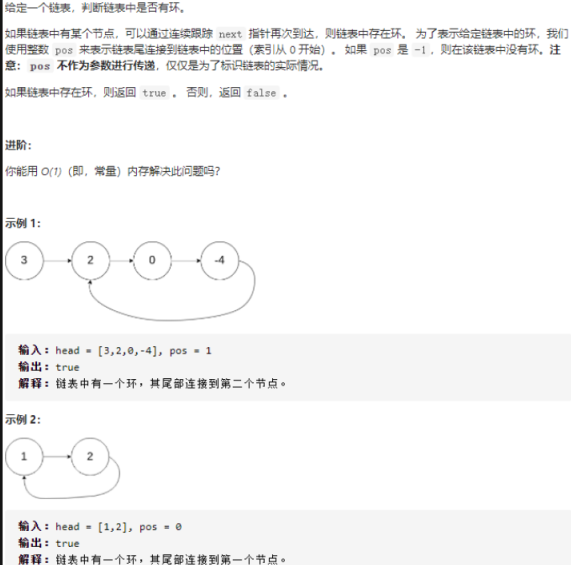 给定一个链表，判断链表中是否有环。
如果链表中有某个节点，可以通过连续跟踪 next 指针再次到达，则链表中存在环。 为了表示给定链表中的环，我们
使用整数 pos 来表示链表尾连接到链表中的位置（索引从 0 开始）。 如果 pos 是 -1，则在该链表中没有环。注
意：pos 不作为参数进行传递，仅仅是为了标识链表的实际情况。
如果链表中存在环，则返回 true 。 否则，返回 false 。
进阶：
你能用 O(1)（即，常量）内存解决此问题吗？
示例 1：
3 2 0 -4
输入：head = [3,2,0,-4], pos = 1
输出：true
解释：链表中有一个环，其尾部连接到第二个节点。
示例 2：
1 2
输入：head = [1,2], pos = 0
输出：true
解释：链表中有一个环，其尾部连接到第一个节点。